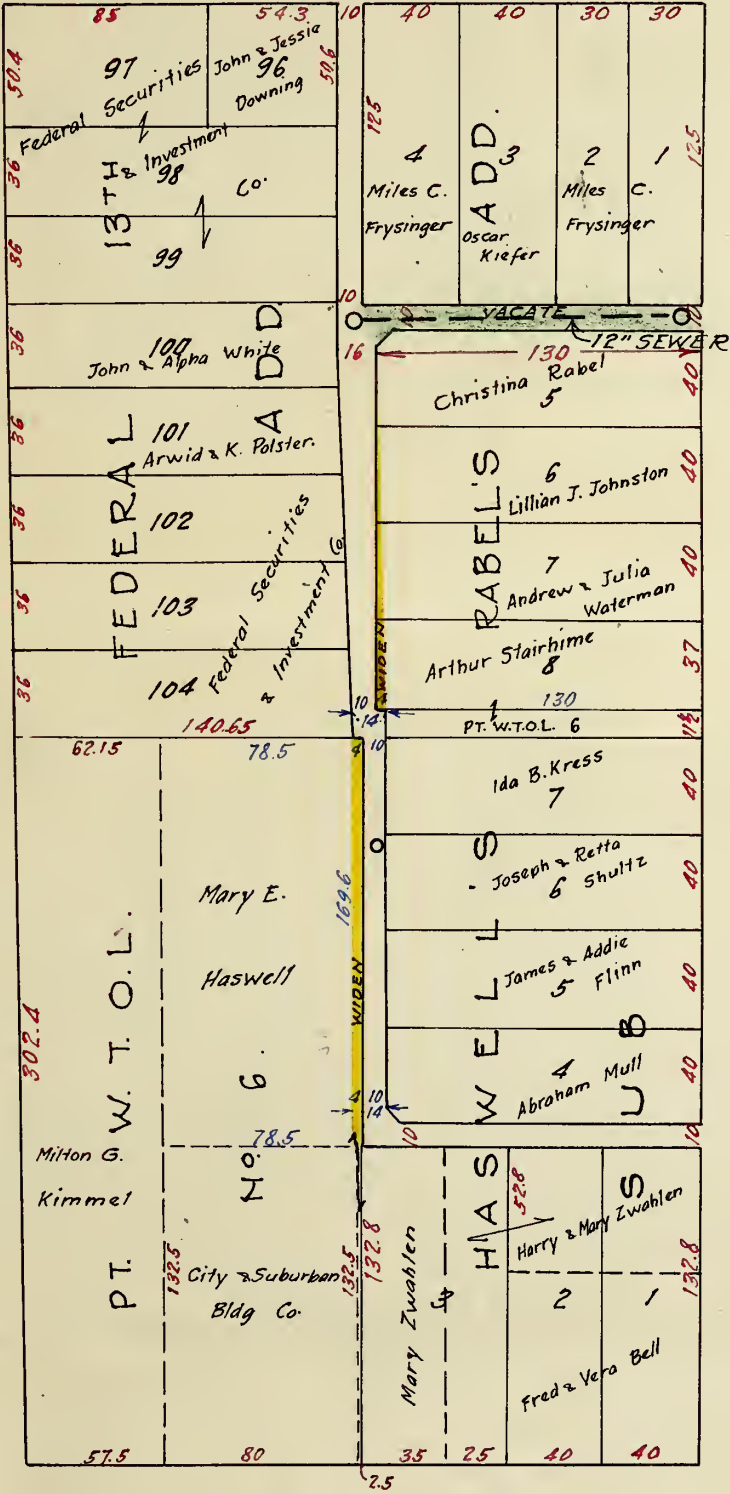 85 54.3 10 40 40 30 30
50.4 97 John & Jessie 50.6
Federal Securities 96
Downing
& Investment
36 98 Co.
36 99
13TH
FEDERAL
ADD.
125 4 3 2 1 125
Miles C. Miles C.
Frysinger Oscar Frysinger
Kiefer
ADD.
10 10 VACATE 10
12" SEWER
36 100
John & Alpha White
16 130
Christina Rabel
5 40
36 101
Arwid & K. Polster.
6 40
Lillian J. Johnston
36 102
7 40
Andrew & Julia
Waterman
36 103
Federal Securities
& Investment Co.
RABEL'S
WIDEN
Arthur Stairhime
8 37
36 104
10 130
14
PT. W.T.O.L. 6 11½
140.65
62.15 78.5 4 10
Ida B. Kress
7 40
Joseph & Retta
6 Shultz 40
Mary E.
Haswell
169.6
WIDEN
James & Addie
5 Flinn 40
4 40
Abraham Mull
4 10
14
302.4
PT. W. T. O. L.
No. 6.
HASWELL'S
SUB
78.5 10 10
Milton G.
Kimmel
132.5 City & Suburban 132.5 132.8
Bldg Co.
Mary Zwahlen
3
52.8
Harry & Mary Zwahlen
132.8
2 1
Fred & Vera Bell
57.5 80 35 25 40 40
2.5